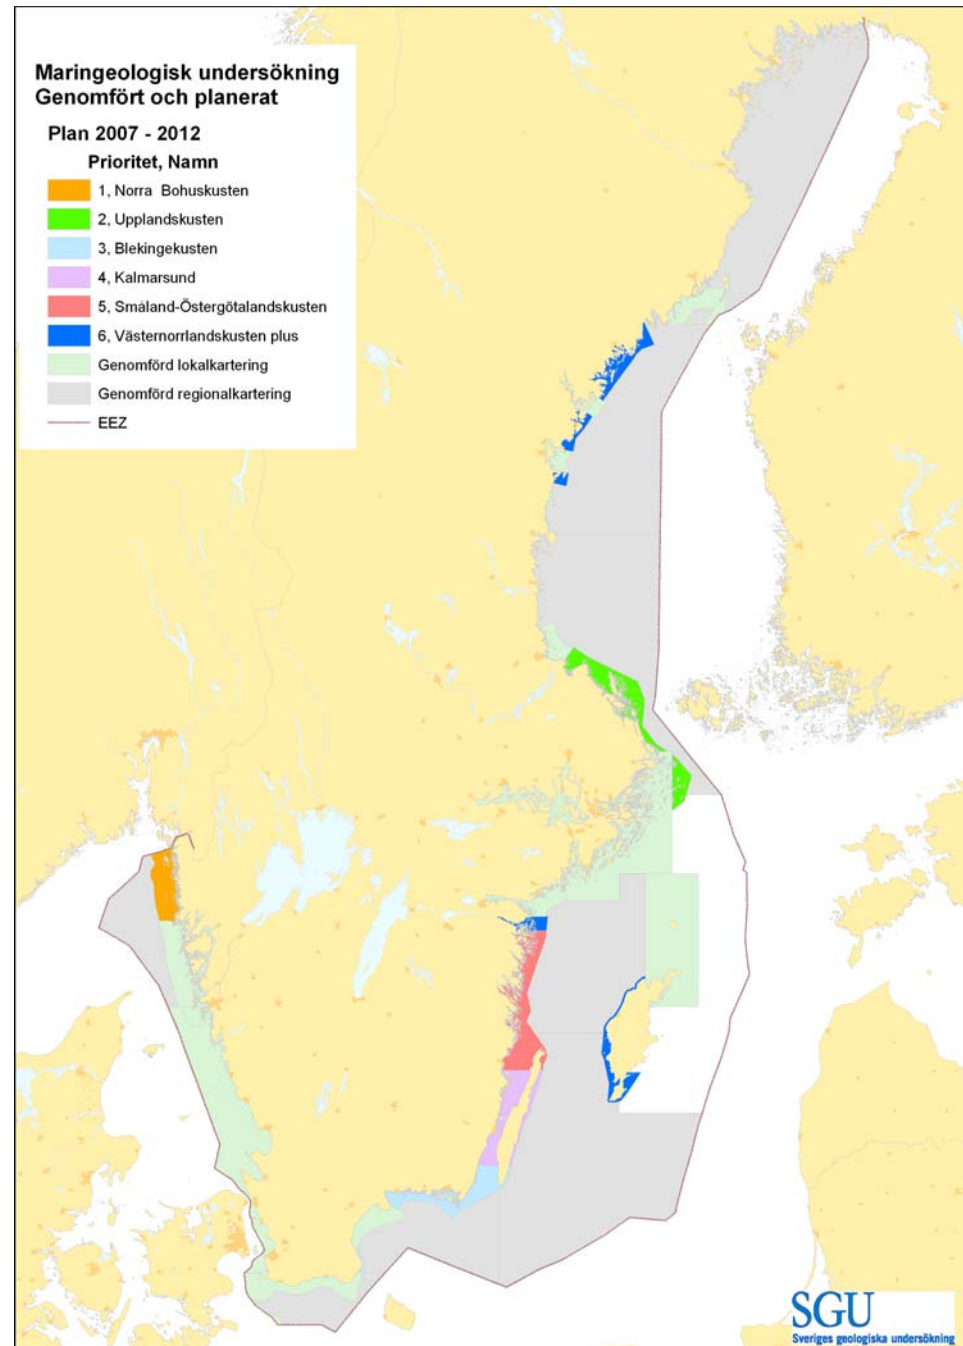 Maringeologisk undersökning
Genomfört och planerat
Plan 2007 - 2012
Prioritet, Namn
1, Norra Bohuskusten
2, Upplandskusten
3, Blekingekusten
4, Kalmarsund
5, Småland-Östergötalandskusten
6, Västernorrlandskusten plus
Genomförd lokalkartering
Genomförd regionalkartering
EEZ
SGU
Sveriges geologiska undersökning